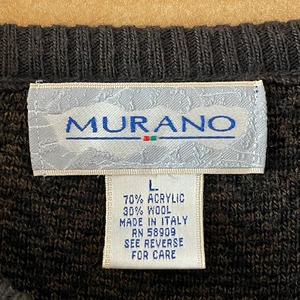 MURANO
L
70% ACRYLIC
30% WOOL
MADE IN ITALY
RN 58909
SEE REVERSE
FOR CARE